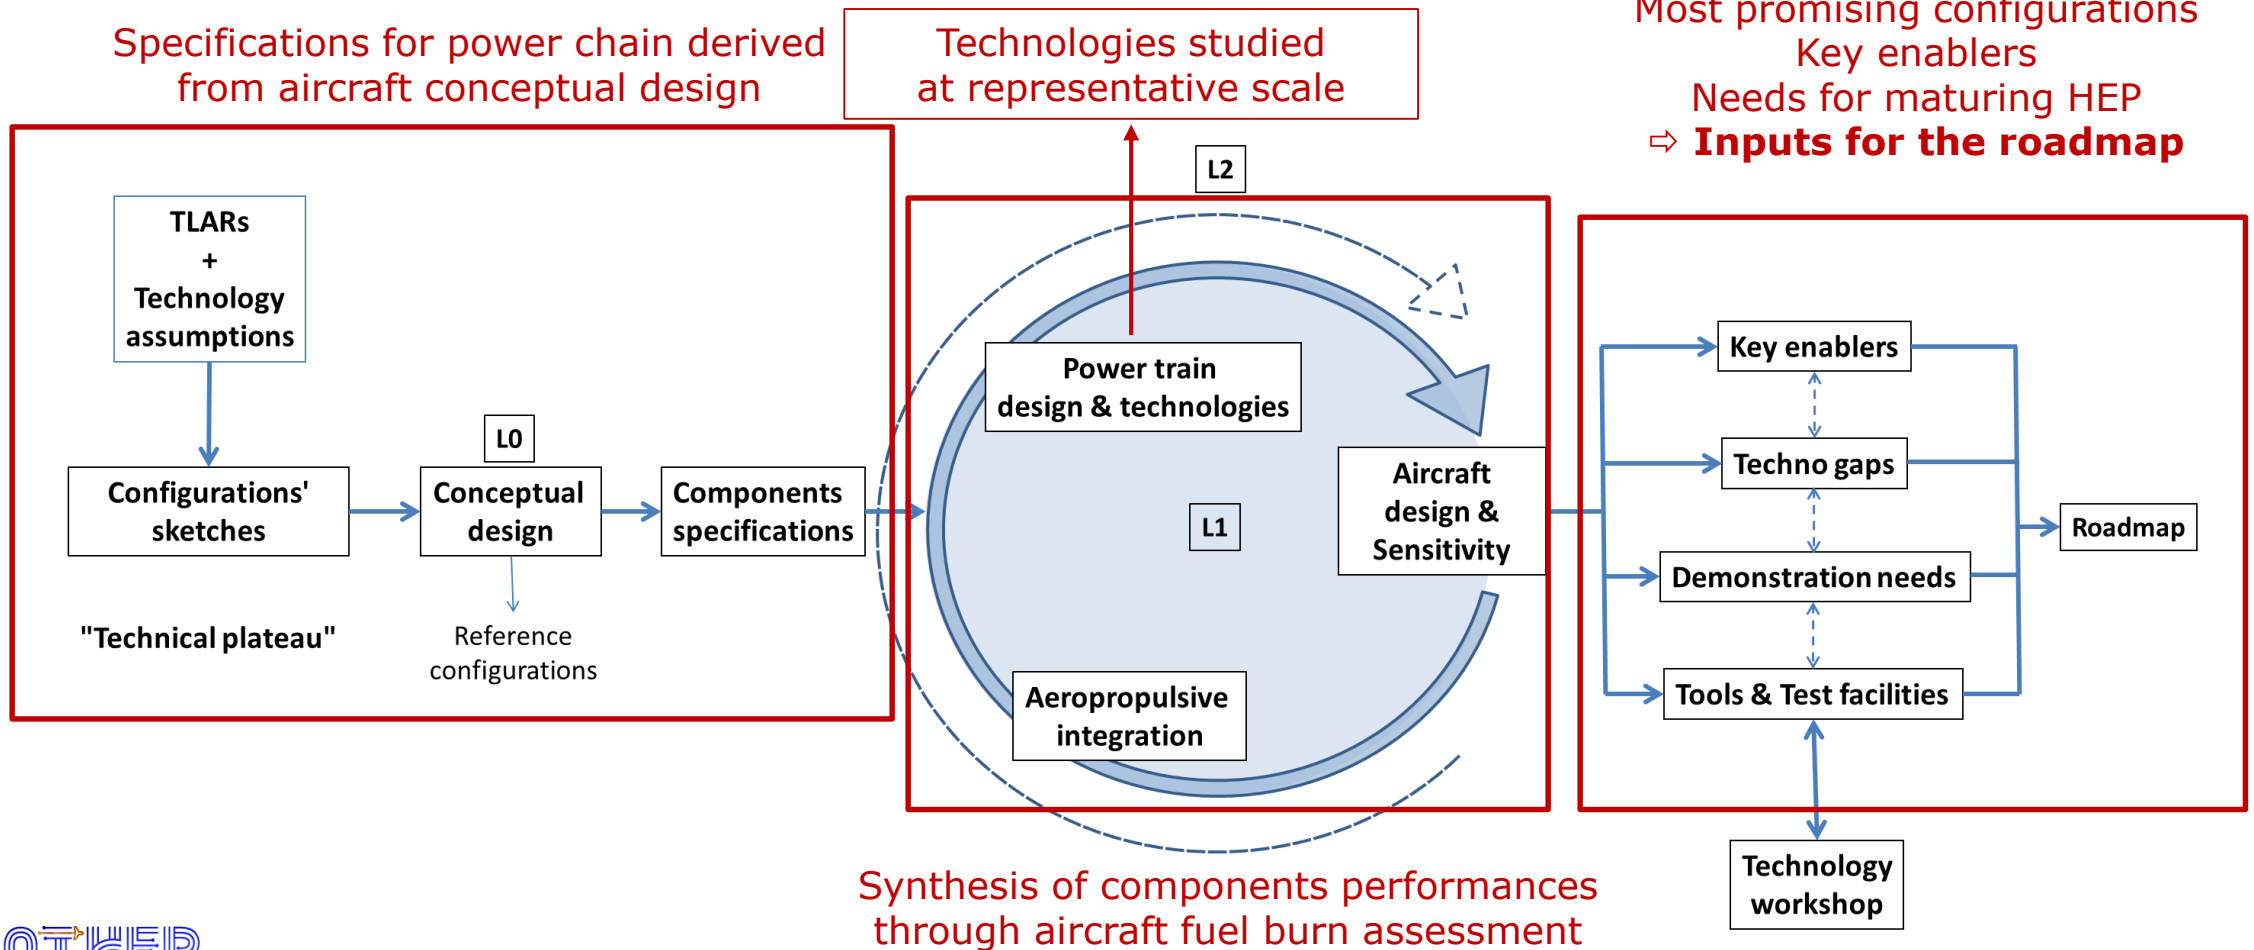 Specifications for power chain derived
from aircraft conceptual design
Technologies studied
at representative scale
Most promising configurations
Key enablers
Needs for maturing HEP
⇨ Inputs for the roadmap
L2
TLARs
+
Technology
assumptions
L0
Configurations'
sketches
Conceptual
design
Components
specifications
"Technical plateau"
Reference
configurations
Power train
design & technologies
L1
Aircraft
design &
Sensitivity
Aeropropulsive
integration
Key enablers
Techno gaps
Demonstration needs
Tools & Test facilities
Roadmap
Technology
workshop
Synthesis of components performances
through aircraft fuel burn assessment